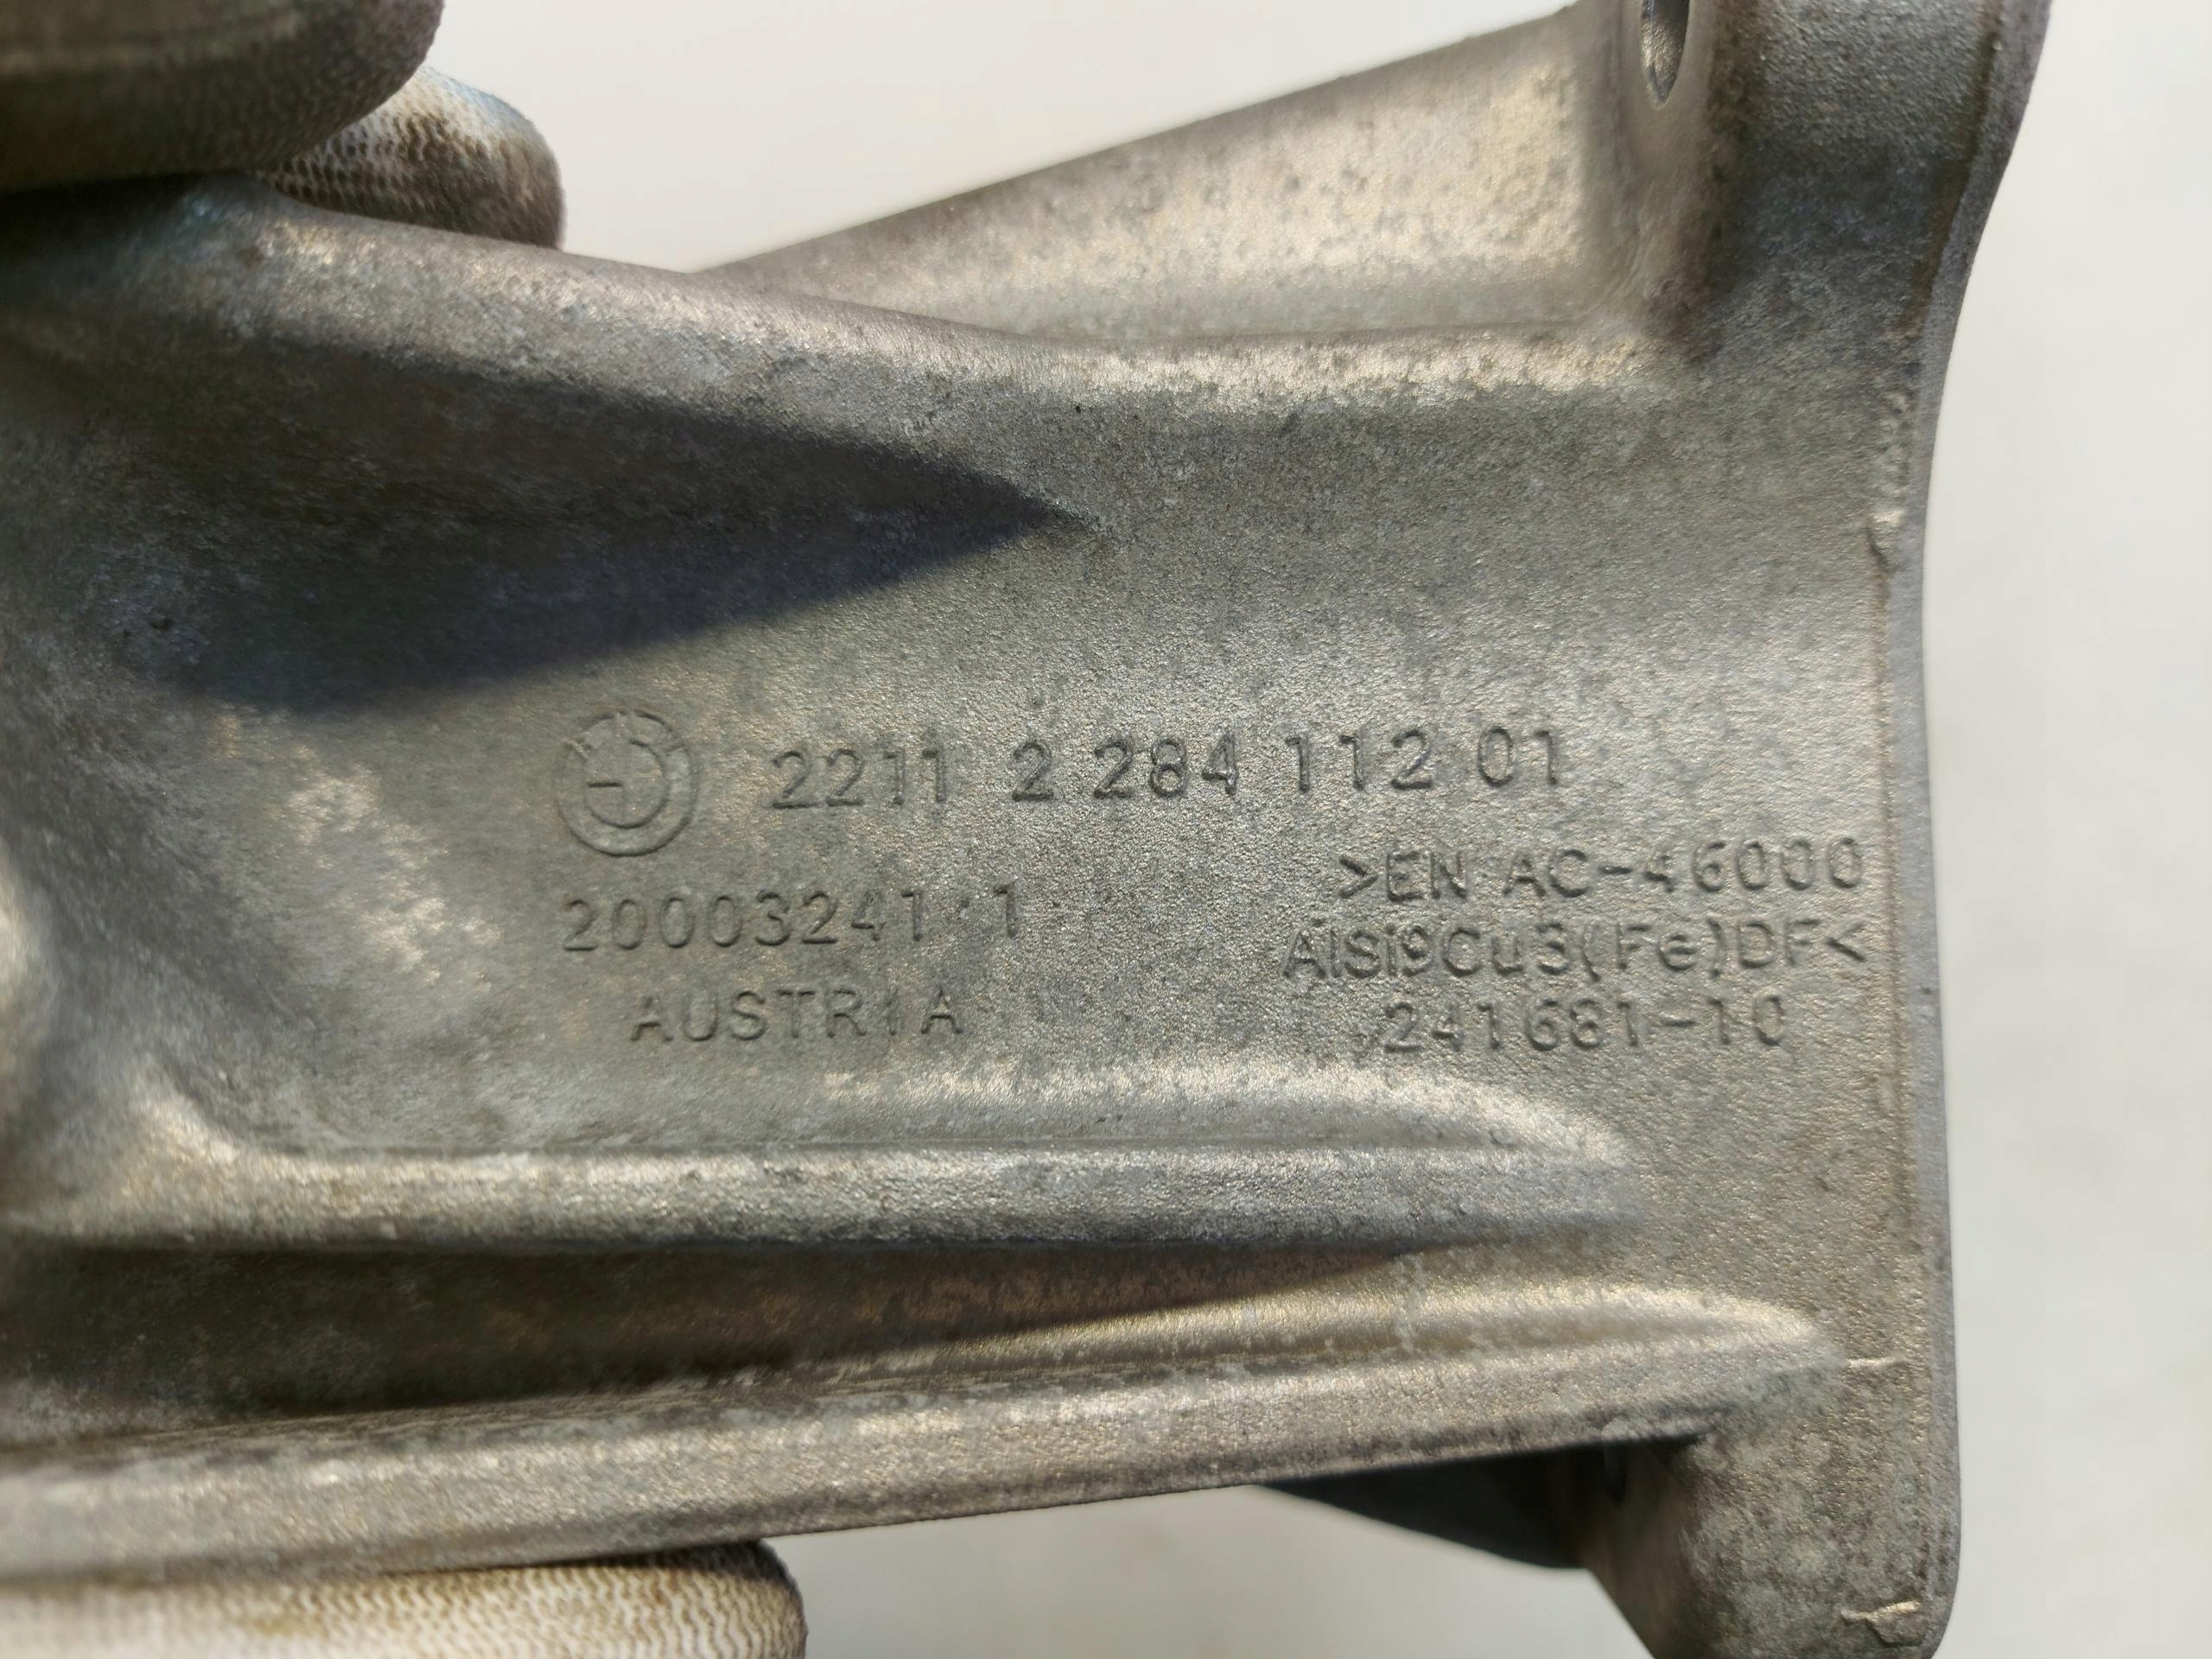 2211 2 284 112 01
20003241 1
AUSTRIA
>EN AC-46000
AlSi9Cu3(Fe)DF<
241681-10